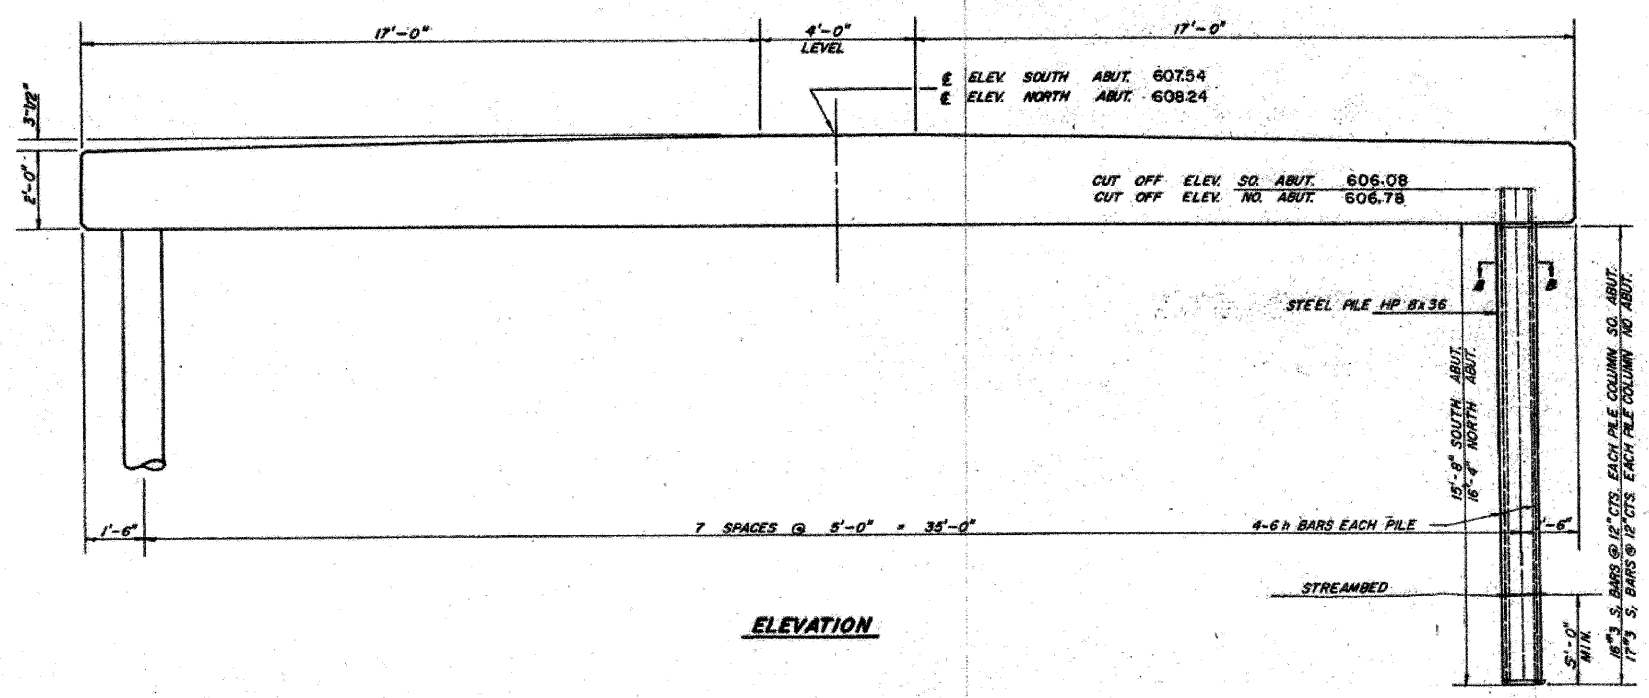 17'-0"
4'-0"
LEVEL
17'-0"
℄ ELEV. SOUTH ABUT. 607.54
℄ ELEV. NORTH ABUT. 608.24
3-1/2"
2'-0"
CUT OFF ELEV. SO. ABUT. 606.08
CUT OFF ELEV. NO. ABUT. 606.78
B B
STEEL PILE HP 8x36
15'-8" SOUTH ABUT.
16'-4" NORTH ABUT.
16#3 S, BARS @ 12"CTS. EACH PILE COLUMN SO. ABUT.
17#3 S, BARS @ 12"CTS. EACH PILE COLUMN NO. ABUT.
1'-6"
7 SPACES @ 5'-0" = 35'-0"
4-6 h BARS EACH PILE
'-6"
STREAMBED
5'-0"
MIN.
ELEVATION